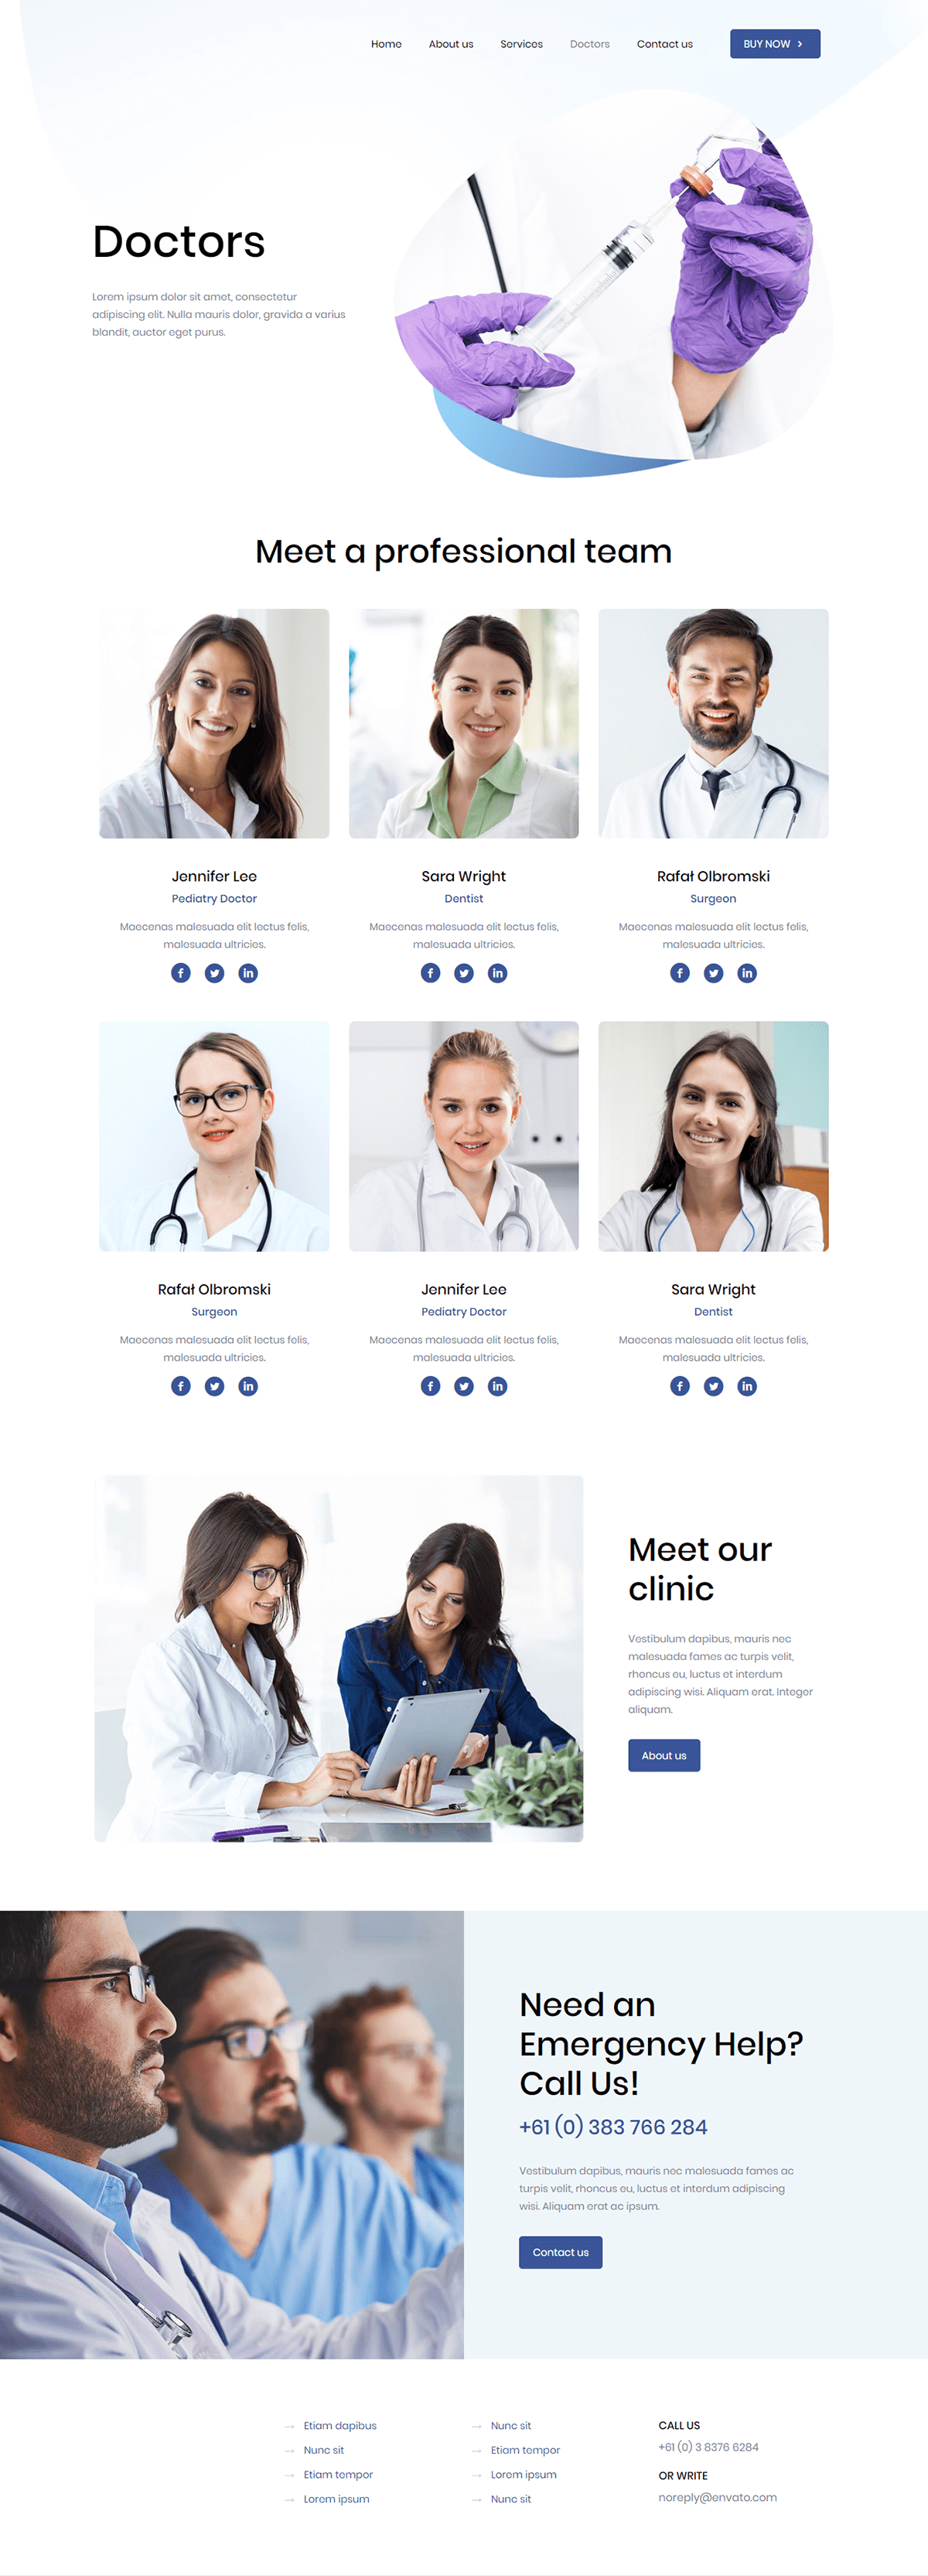 Home About us Services Doctors Contact us BUY NOW
Doctors
Lorem ipsum dolor sit amet, consectetur
adipiscing elit. Nulla mauris dolor, gravida a varius
blandit, auctor eget purus.
Meet a professional team
Jennifer Lee
Pediatry Doctor
Maecenas malesuada elit lectus felis,
malesuada ultricies.
Sara Wright
Dentist
Maecenas malesuada elit lectus felis,
malesuada ultricies.
Rafał Olbromski
Surgeon
Maecenas malesuada elit lectus felis,
malesuada ultricies.
Rafał Olbromski
Surgeon
Maecenas malesuada elit lectus felis,
malesuada ultricies.
Jennifer Lee
Pediatry Doctor
Maecenas malesuada elit lectus felis,
malesuada ultricies.
Sara Wright
Dentist
Maecenas malesuada elit lectus felis,
malesuada ultricies.
Meet our
clinic
Vestibulum dapibus, mauris nec
malesuada fames ac turpis velit,
rhoncus eu, luctus et interdum
adipiscing wisi. Aliquam erat. Integer
aliquam.
About us
Need an
Emergency Help?
Call Us!
+61 (0) 383 766 284
Vestibulum dapibus, mauris nec malesuada fames ac
turpis velit, rhoncus eu, luctus et interdum adipiscing
wisi. Aliquam erat ac ipsum.
Contact us
Etiam dapibus
Nunc sit
Etiam tempor
Lorem ipsum
Nunc sit
Etiam tempor
Lorem ipsum
Nunc sit
CALL US
+61 (0) 3 8376 6284
OR WRITE
noreply@envato.com